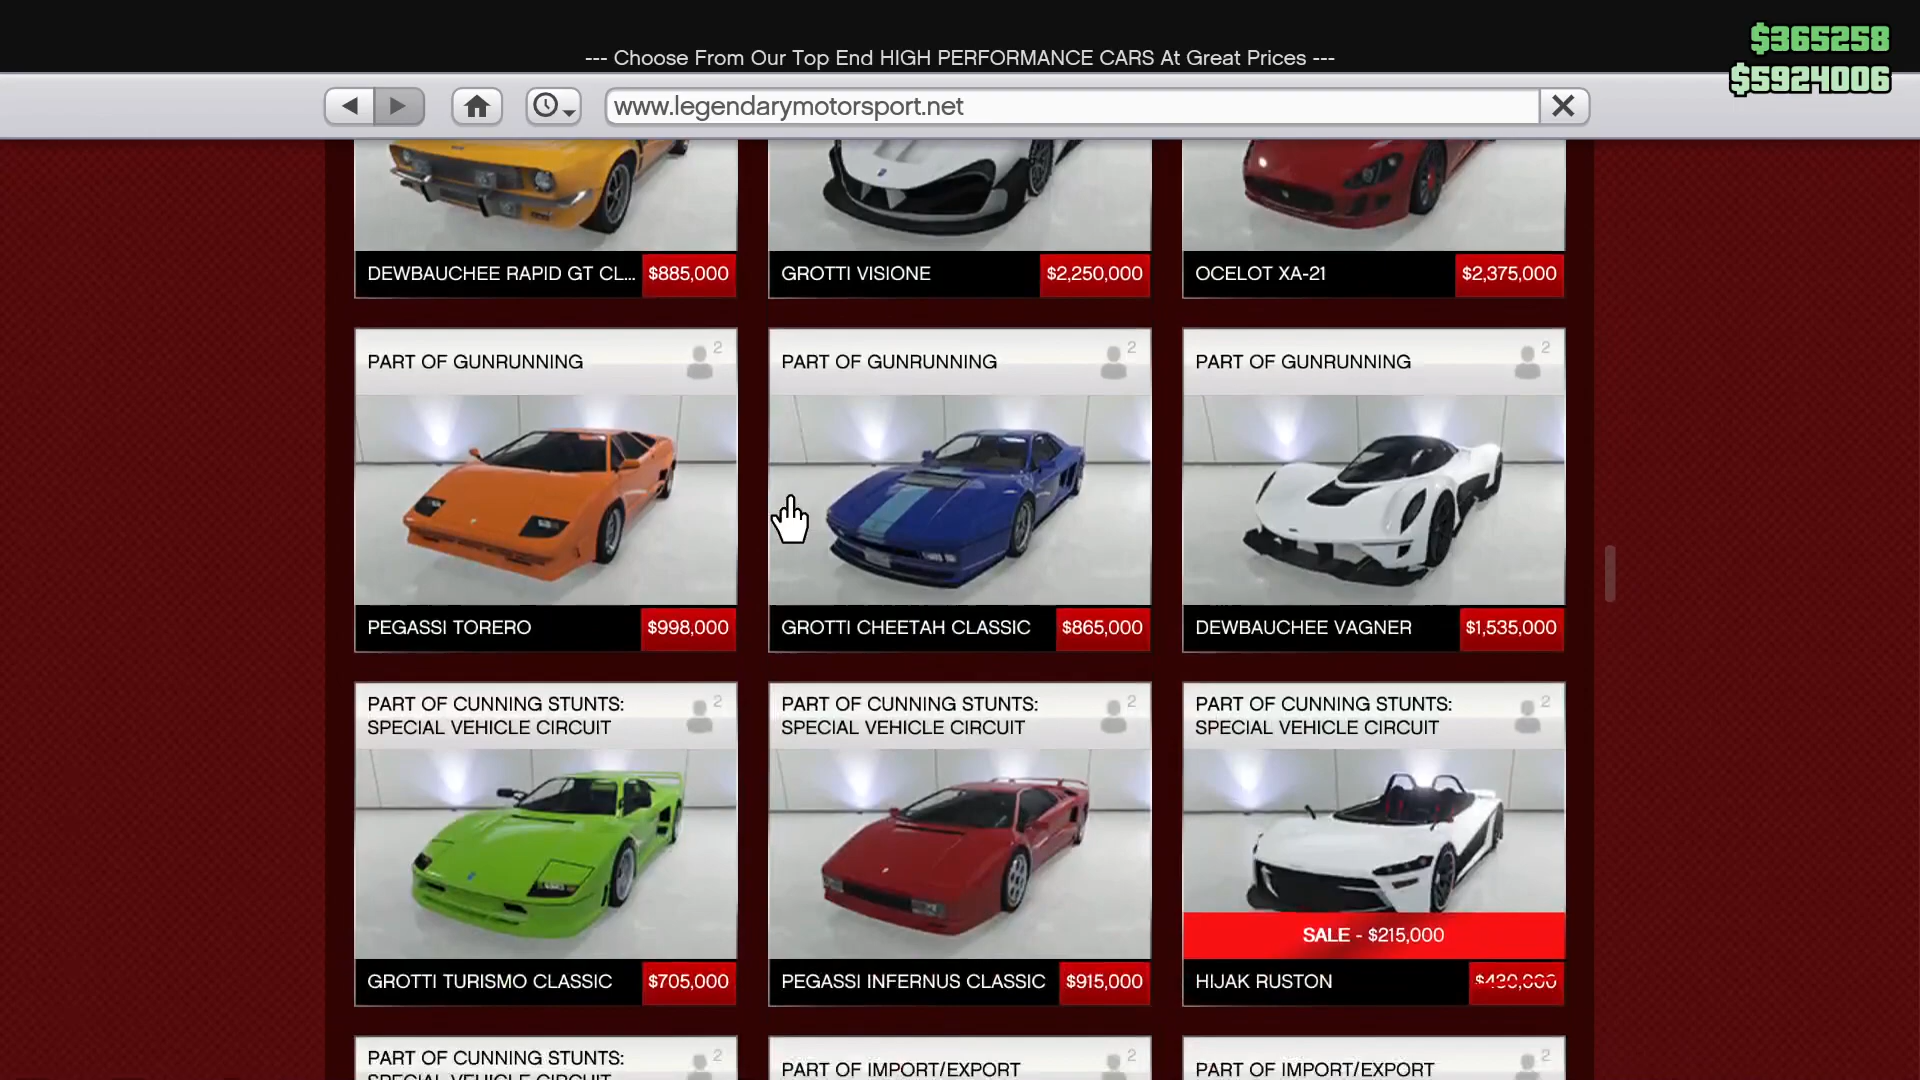 $365258
--- Choose From Our Top End HIGH PERFORMANCE CARS At Great Prices ---
$5924006
www.legendarymotorsport.net
DEWBAUCHEE RAPID GT CL... $885,000
GROTTI VISIONE $2,250,000
OCELOT XA-21 $2,375,000
PART OF GUNRUNNING 2
PART OF GUNRUNNING 2
PART OF GUNRUNNING 2
PEGASSI TORERO $998,000
GROTTI CHEETAH CLASSIC $865,000
DEWBAUCHEE VAGNER $1,535,000
PART OF CUNNING STUNTS: 2
SPECIAL VEHICLE CIRCUIT
PART OF CUNNING STUNTS: 2
SPECIAL VEHICLE CIRCUIT
PART OF CUNNING STUNTS: 2
SPECIAL VEHICLE CIRCUIT
SALE - $215,000
GROTTI TURISMO CLASSIC $705,000
PEGASSI INFERNUS CLASSIC $915,000
HIJAK RUSTON $430,000
PART OF CUNNING STUNTS: 2
SPECIAL VEHICLE CIRCUIT
PART OF IMPORT/EXPORT 2
PART OF IMPORT/EXPORT 2